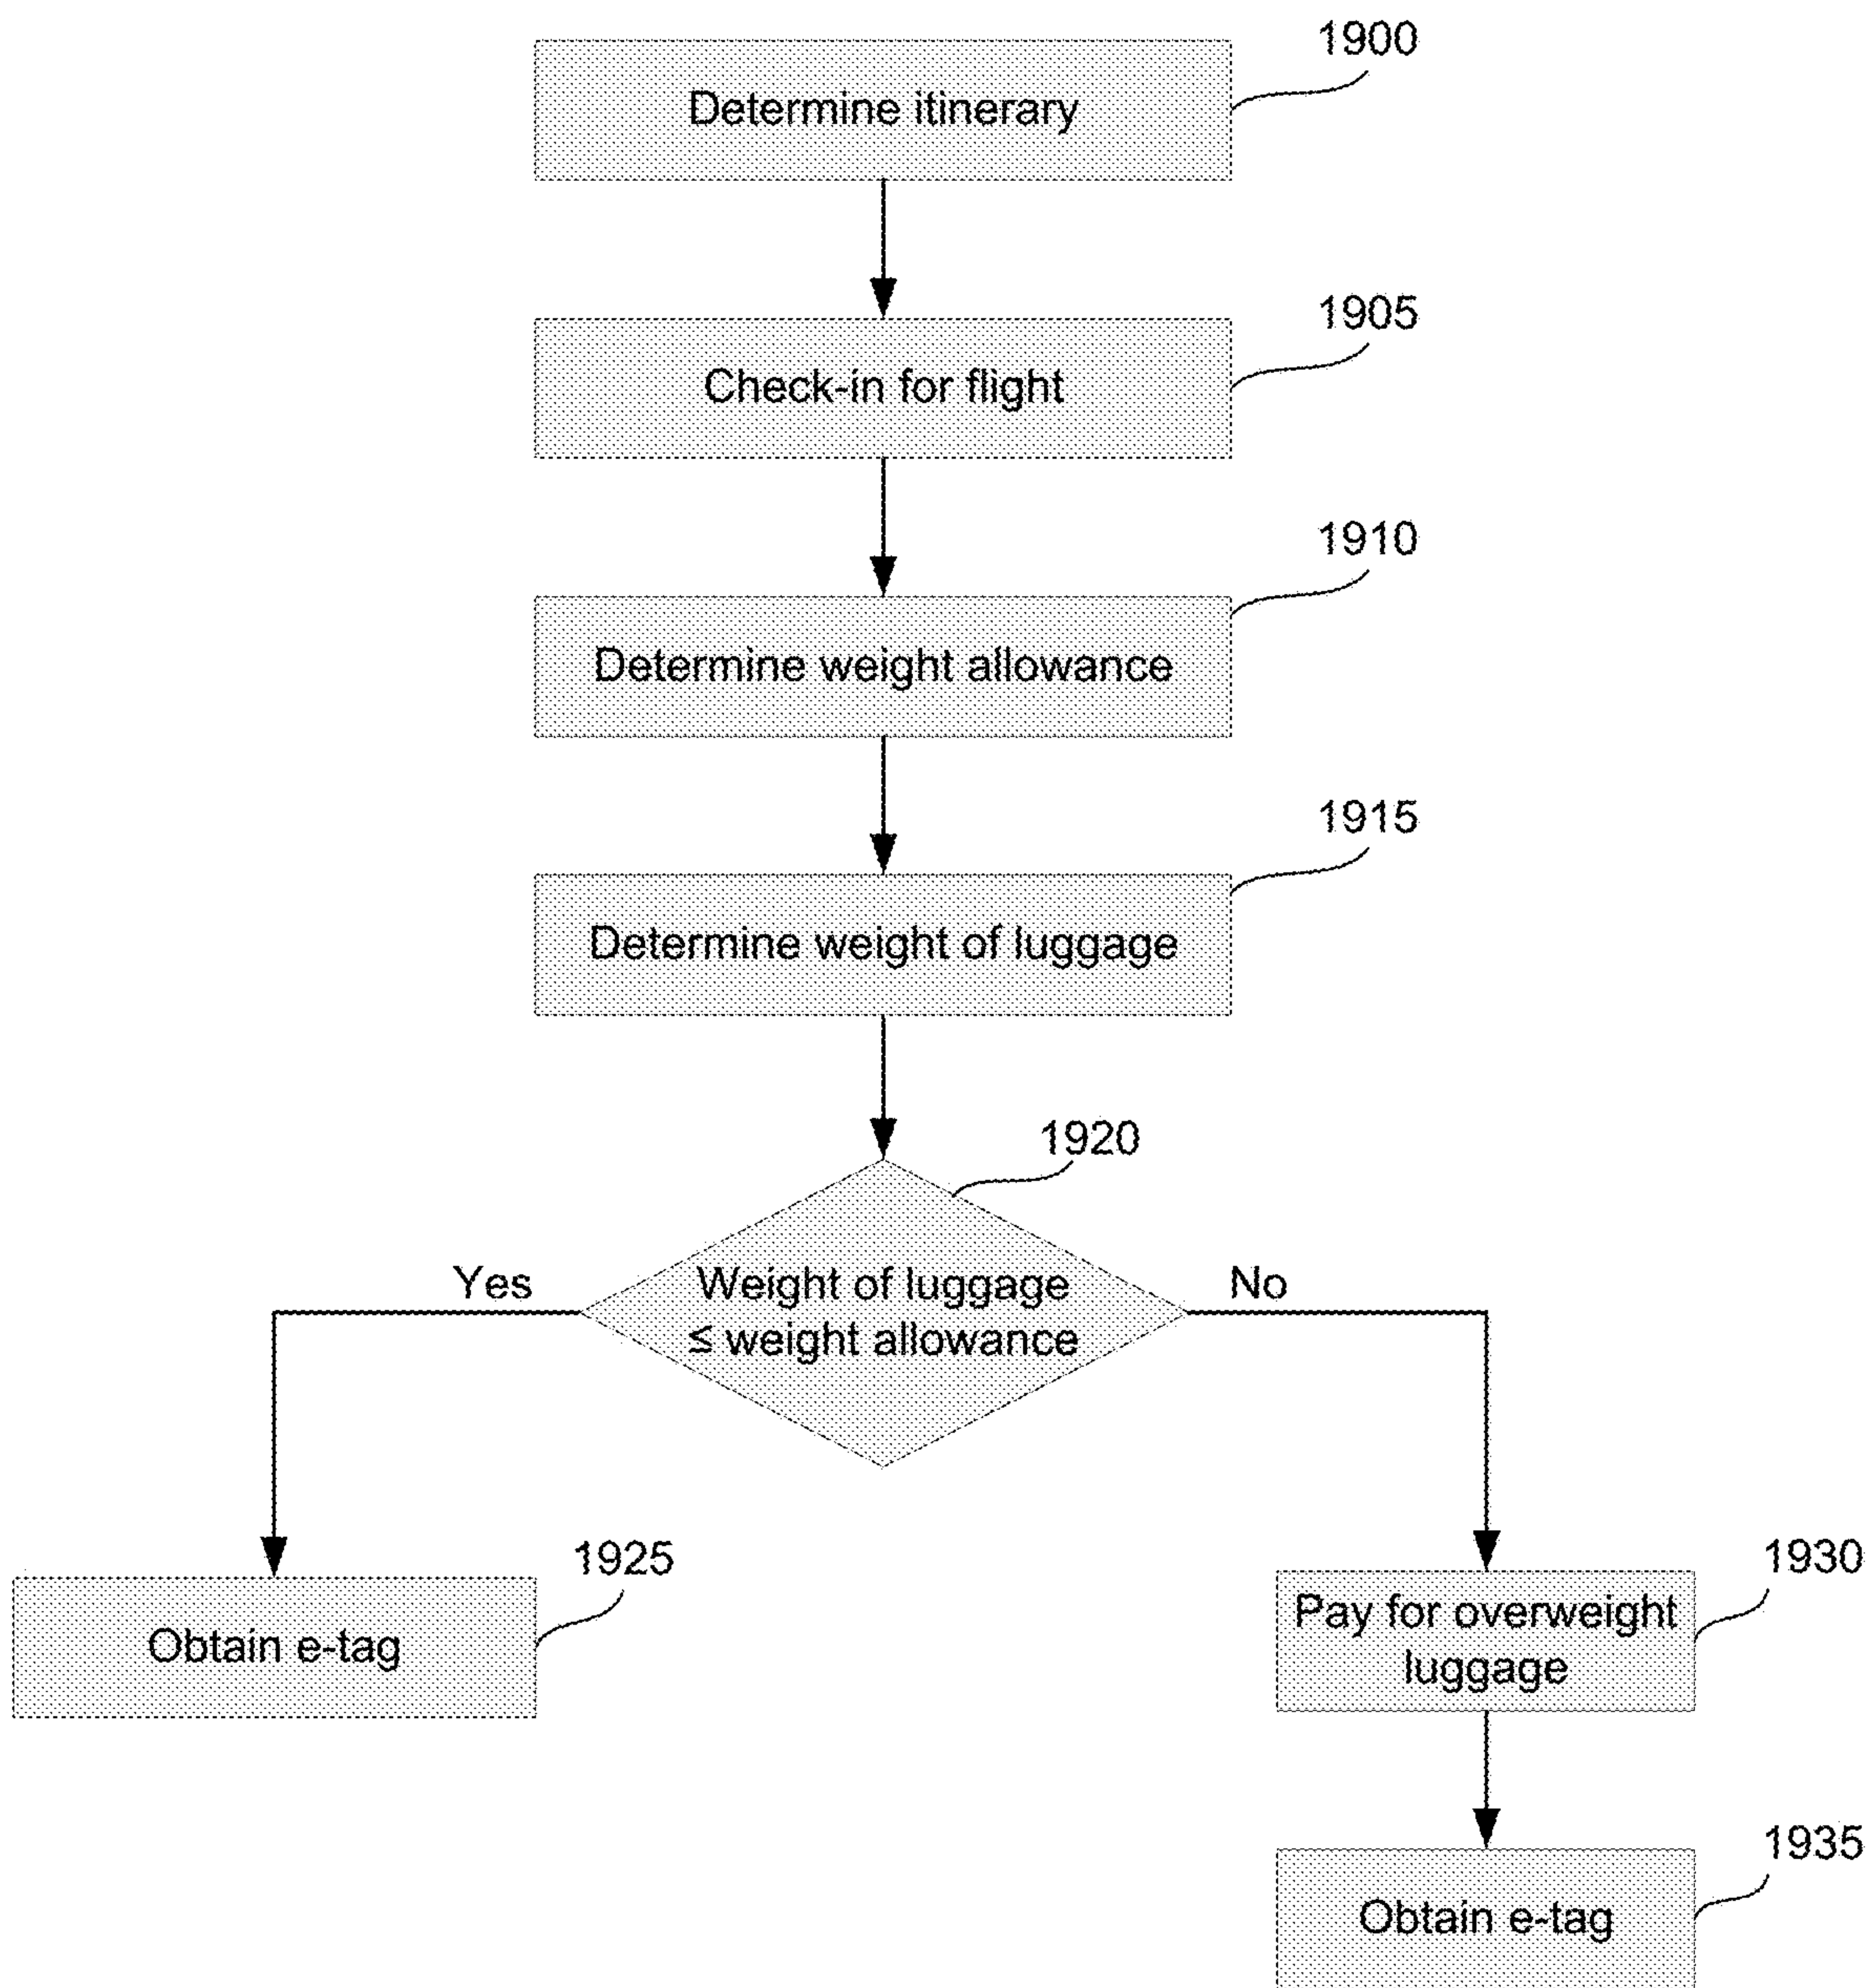 1900
Determine itinerary
1905
Check-in for flight
1910
Determine weight allowance
1915
Determine weight of luggage
1920
Yes
Weight of luggage
≤ weight allowance
No
1925
Obtain e-tag
1930
Pay for overweight
luggage
1935
Obtain e-tag